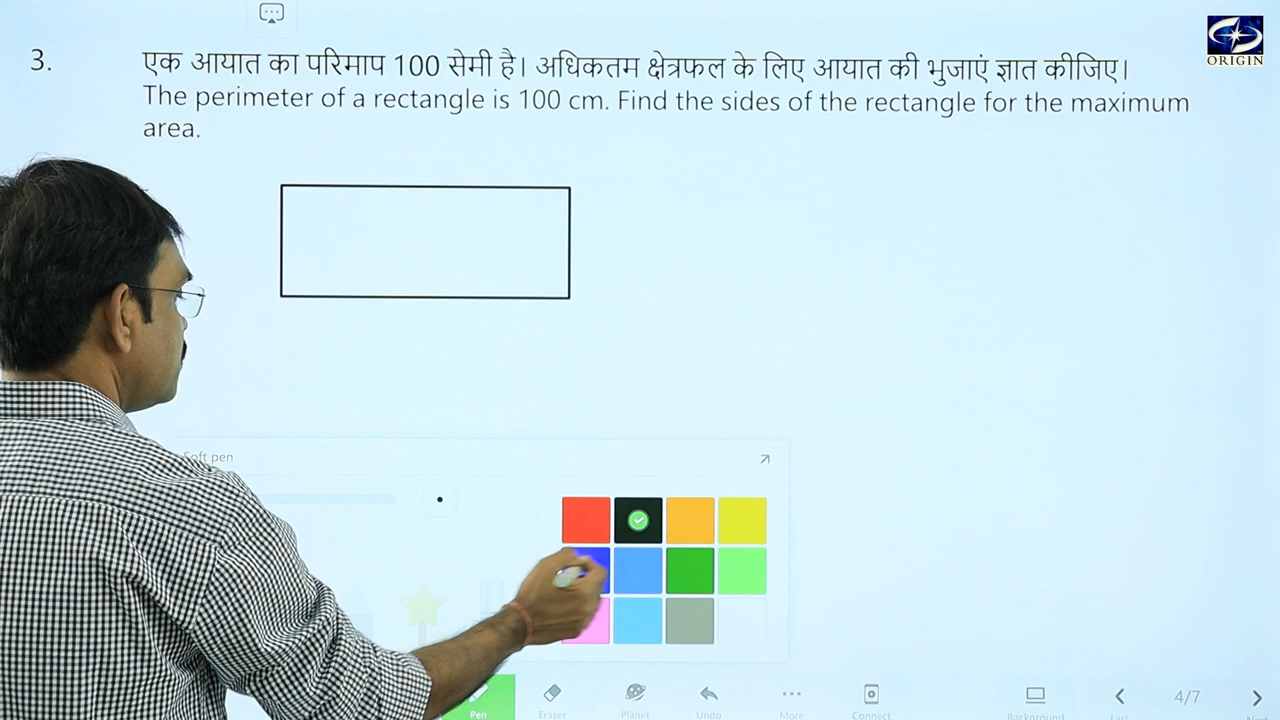 ORIGIN
3. एक आयात का परिमाप 100 सेमी है। अधिकतम क्षेत्रफल के लिए आयात की भुजाएं ज्ञात कीजिए।
The perimeter of a rectangle is 100 cm. Find the sides of the rectangle for the maximum
area.
Soft pen
Pen Eraser Planet Undo More Connect Background Last 4/7